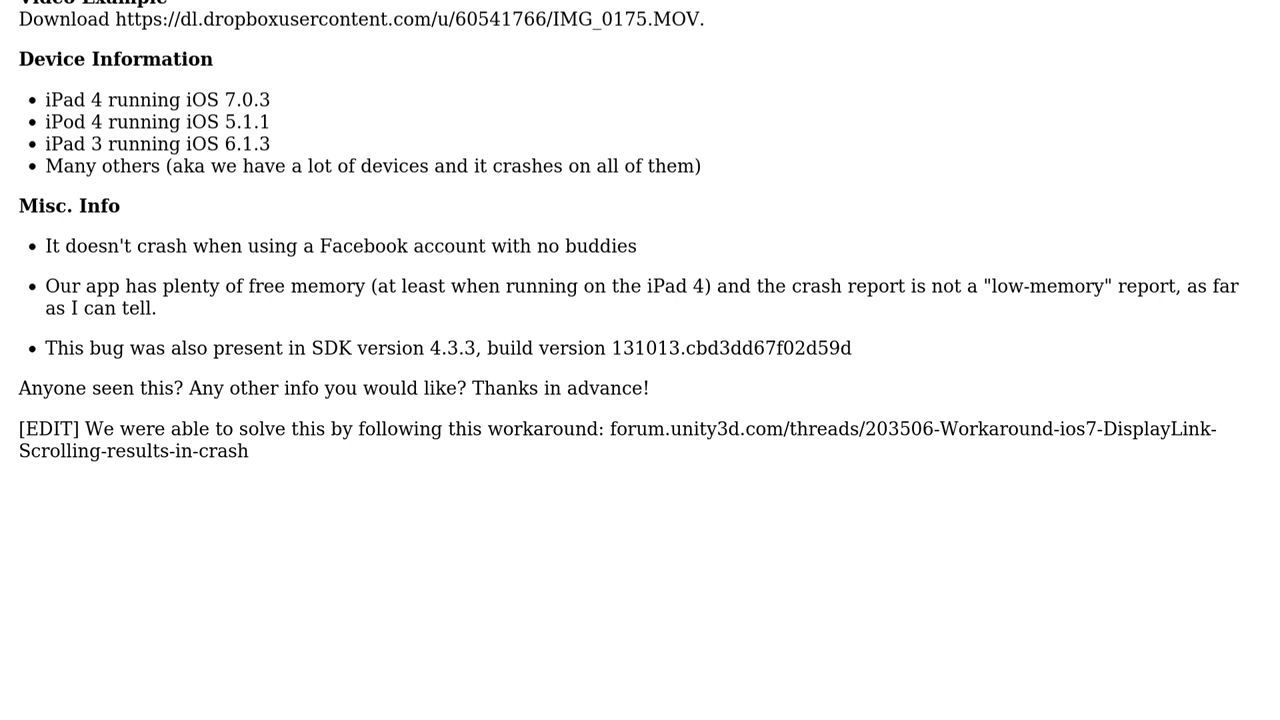 Video Example
Download https://dl.dropboxusercontent.com/u/60541766/IMG_0175.MOV.
Device Information
• iPad 4 running iOS 7.0.3
• iPod 4 running iOS 5.1.1
• iPad 3 running iOS 6.1.3
• Many others (aka we have a lot of devices and it crashes on all of them)
Misc. Info
• It doesn't crash when using a Facebook account with no buddies
• Our app has plenty of free memory (at least when running on the iPad 4) and the crash report is not a "low-memory" report, as far
as I can tell.
• This bug was also present in SDK version 4.3.3, build version 131013.cbd3dd67f02d59d
Anyone seen this? Any other info you would like? Thanks in advance!
[EDIT] We were able to solve this by following this workaround: forum.unity3d.com/threads/203506-Workaround-ios7-DisplayLink-
Scrolling-results-in-crash